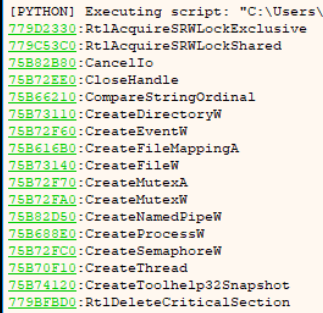 [PYTHON] Executing script: "C:\Users\
779D2330:RtlAcquireSRWLockExclusive
779C53C0:RtlAcquireSRWLockShared
75B82B80:CancelIo
75B72EE0:CloseHandle
75B66210:CompareStringOrdinal
75B73110:CreateDirectoryW
75B72F60:CreateEventW
75B616B0:CreateFileMappingA
75B73140:CreateFileW
75B72F70:CreateMutexA
75B72FA0:CreateMutexW
75B82D50:CreateNamedPipeW
75B688E0:CreateProcessW
75B72FC0:CreateSemaphoreW
75B70F10:CreateThread
75B74120:CreateToolhelp32Snapshot
779BFBD0:RtlDeleteCriticalSection